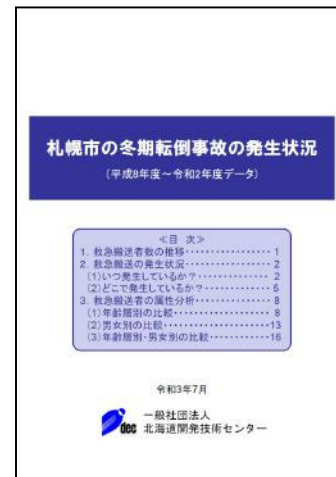 札幌市の冬期転倒事故の発生状況
(平成8年度～令和2年度データ)
≪目 次≫
1. 救急搬送者数の推移・・・・・・・・・・・・・・・・1
2. 救急搬送の発生状況・・・・・・・・・・・・・・・・2
(1)いつ発生しているか？・・・・・・・・・・・・2
(2)どこで発生しているか？・・・・・・・・・・5
3. 救急搬送者の属性分析・・・・・・・・・・・・・・8
(1)年齢層別の比較・・・・・・・・・・・・・・・・・8
(2)男女別の比較・・・・・・・・・・・・・・・・・・13
(3)年齢層別・男女別の比較・・・・・・・・・・16
令和3年7月
dec 一般社団法人
北海道開発技術センター